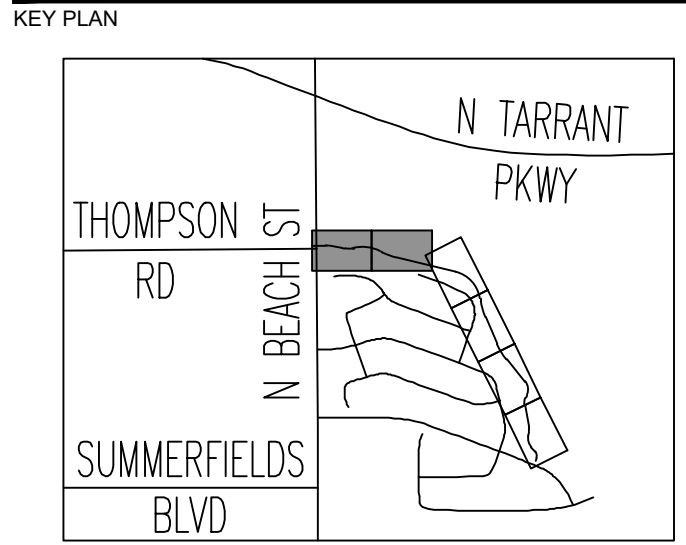 KEY PLAN
N TARRANT
PKWY
THOMPSON
RD
N BEACH ST
SUMMERFIELDS
BLVD